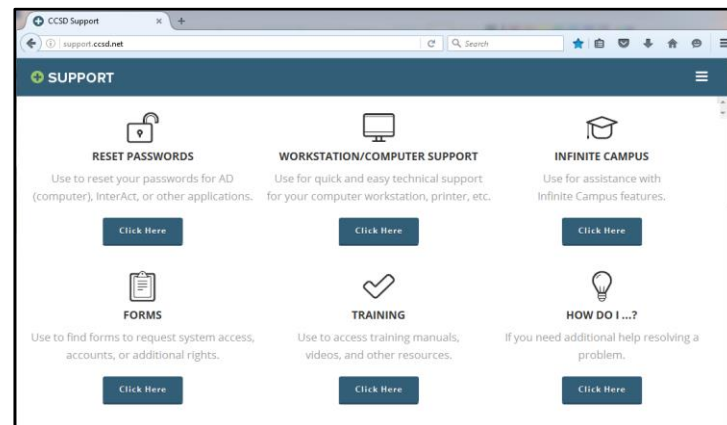 CCSD Support
support.ccsd.net
Search
SUPPORT
RESET PASSWORDS
Use to reset your passwords for AD
(computer), InterAct, or other applications.
Click Here
WORKSTATION/COMPUTER SUPPORT
Use for quick and easy technical support
for your computer workstation, printer, etc.
Click Here
INFINITE CAMPUS
Use for assistance with
Infinite Campus features.
Click Here
FORMS
Use to find forms to request system access,
accounts, or additional rights.
Click Here
TRAINING
Use to access training manuals,
videos, and other resources.
Click Here
HOW DO I ...?
If you need additional help resolving a
problem.
Click Here